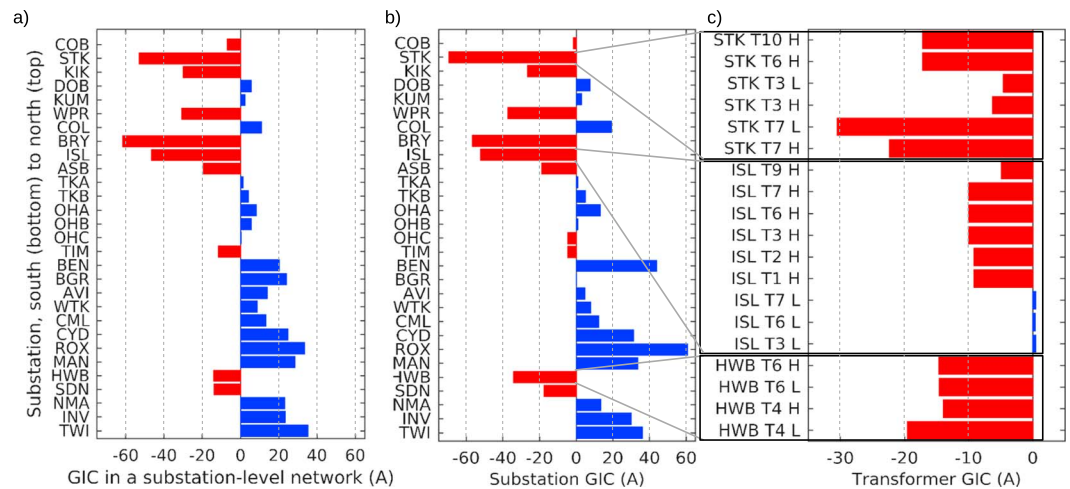 a)
b)
c)
Substation, south (bottom) to north (top)
COB
STK
KIK
DOB
KUM
WPR
COL
BRY
ISL
ASB
TKA
TKB
OHA
OHB
OHC
TIM
BEN
BGR
AVI
WTK
CML
CYD
ROX
MAN
HWB
SDN
NMA
INV
TWI
-60 -40 -20 0 20 40 60
GIC in a substation-level network (A)
COB
STK
KIK
DOB
KUM
WPR
COL
BRY
ISL
ASB
TKA
TKB
OHA
OHB
OHC
TIM
BEN
BGR
AVI
WTK
CML
CYD
ROX
MAN
HWB
SDN
NMA
INV
TWI
-60 -40 -20 0 20 40 60
Substation GIC (A)
STK T10 H
STK T6 H
STK T3 L
STK T3 H
STK T7 L
STK T7 H
ISL T9 H
ISL T7 H
ISL T6 H
ISL T3 H
ISL T2 H
ISL T1 H
ISL T7 L
ISL T6 L
ISL T3 L
HWB T6 H
HWB T6 L
HWB T4 H
HWB T4 L
-30 -20 -10 0
Transformer GIC (A)